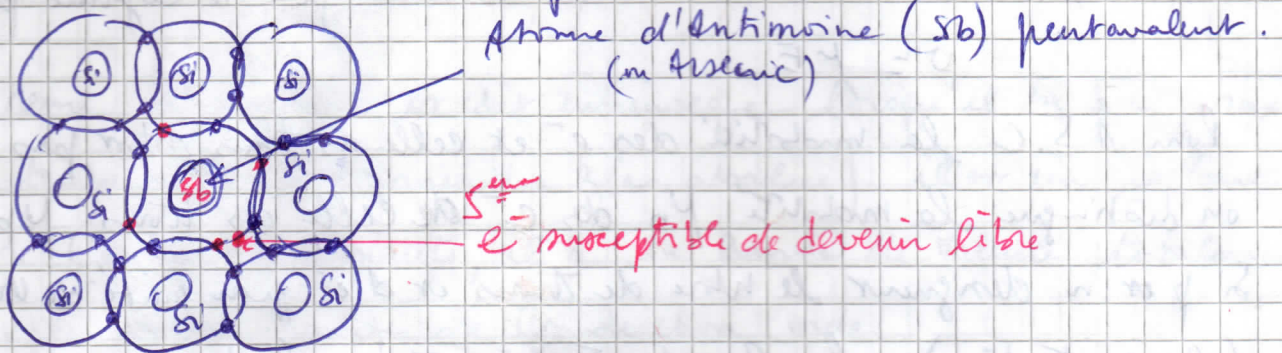 Atome d'Antimoine (Sb) pentavalent.
(ou Arsenic)
Si Si Si
Si Sb Si
5ème
e⁻ susceptible de devenir libre
Si Si Si